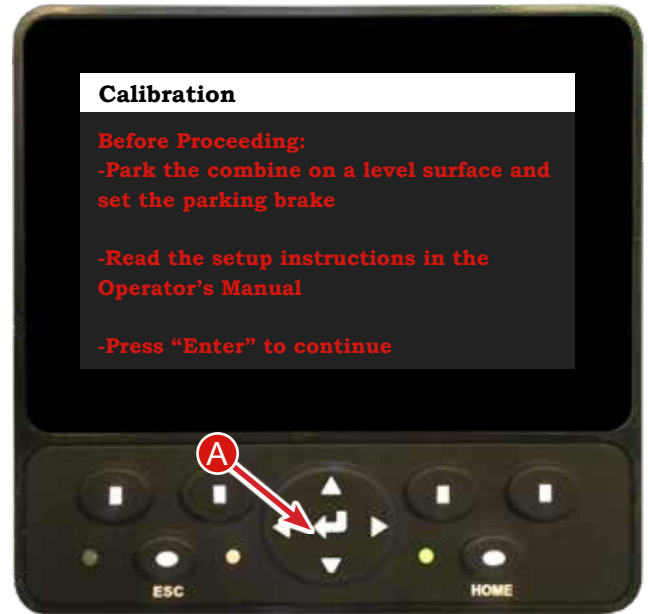 Calibration
Before Proceeding:
-Park the combine on a level surface and
set the parking brake
-Read the setup instructions in the
Operator’s Manual
-Press “Enter” to continue
A
ESC
HOME